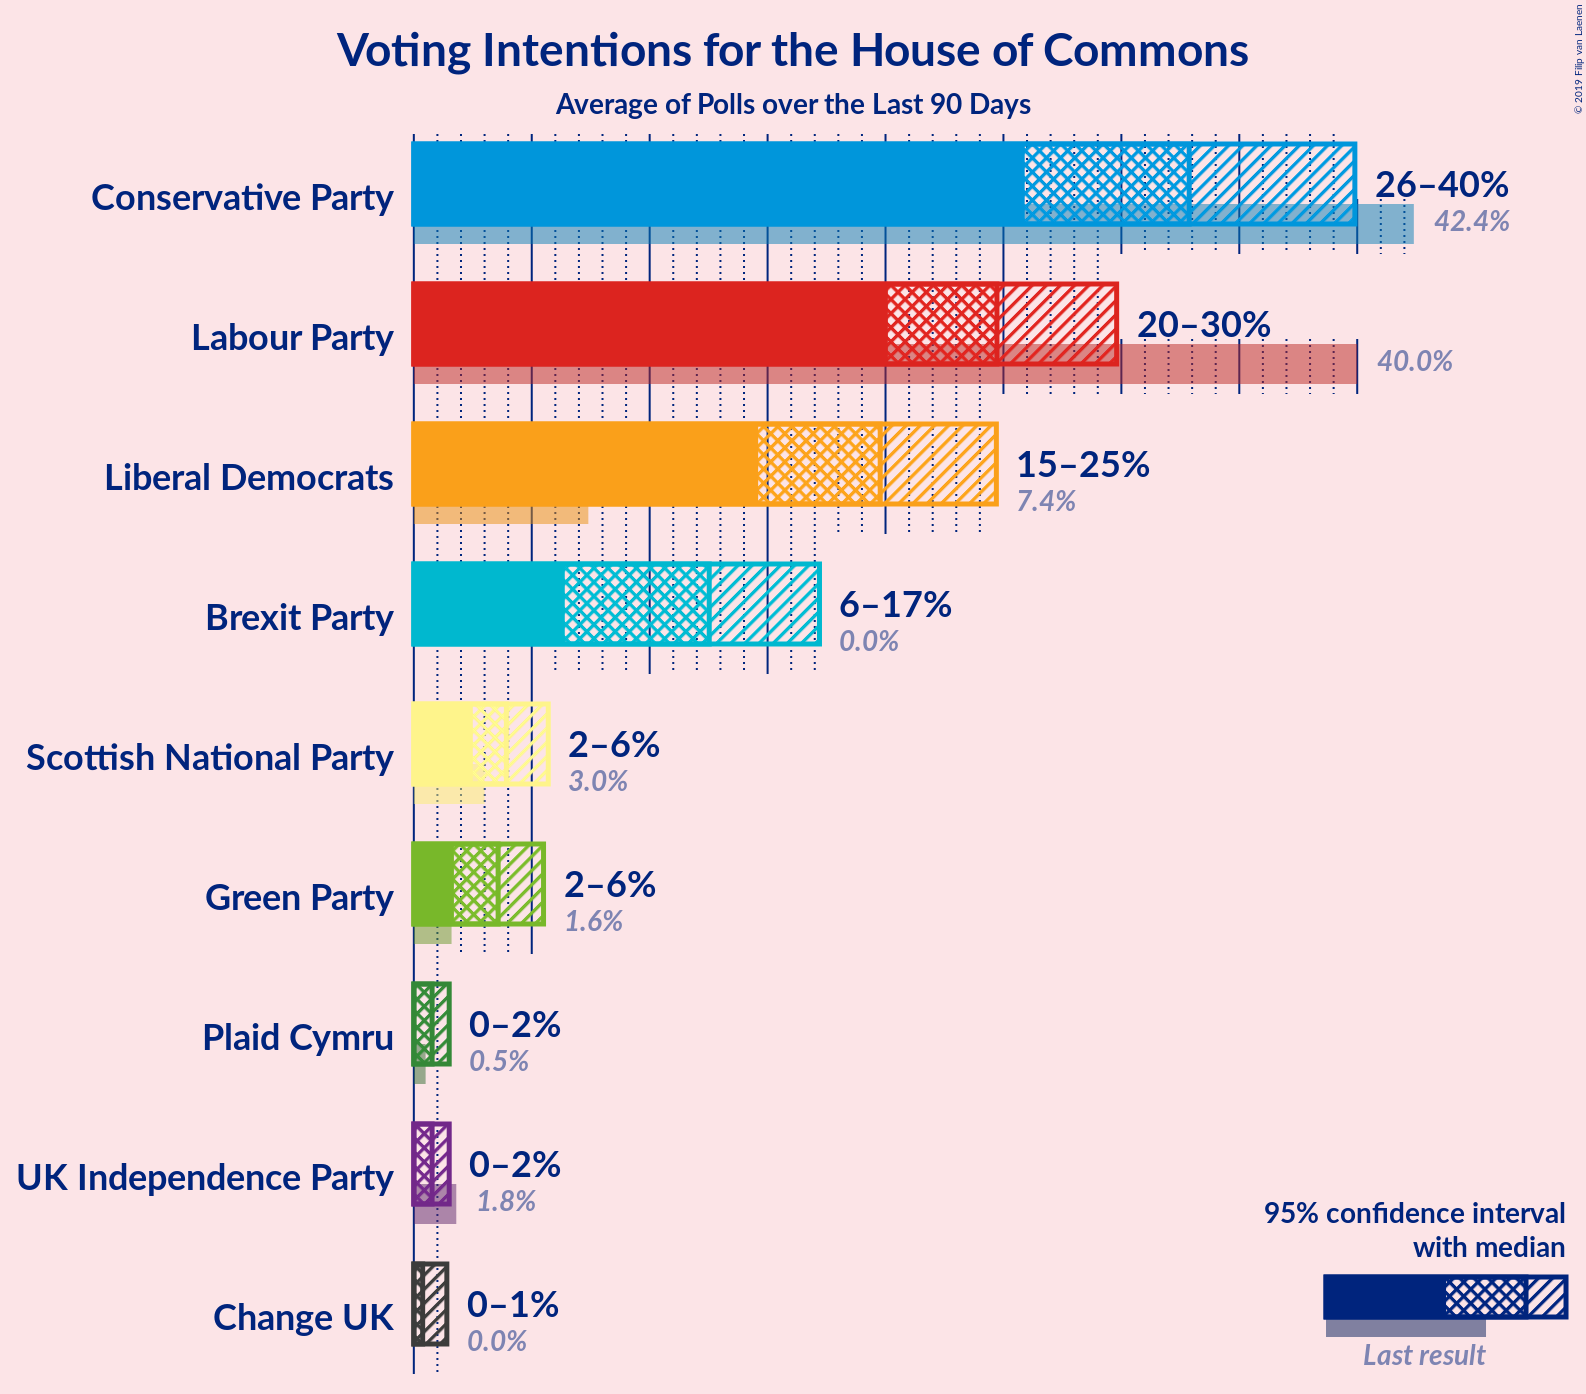 Voting Intentions for the House of Commons
Average of Polls over the Last 90 Days
© 2019 Filip van Laenen
Conservative Party
26–40%
42.4%
Labour Party
20–30%
40.0%
Liberal Democrats
15–25%
7.4%
Brexit Party
6–17%
0.0%
Scottish National Party
2–6%
3.0%
Green Party
2–6%
1.6%
Plaid Cymru
0–2%
0.5%
UK Independence Party
0–2%
1.8%
Change UK
0–1%
0.0%
95% confidence interval
with median
Last result